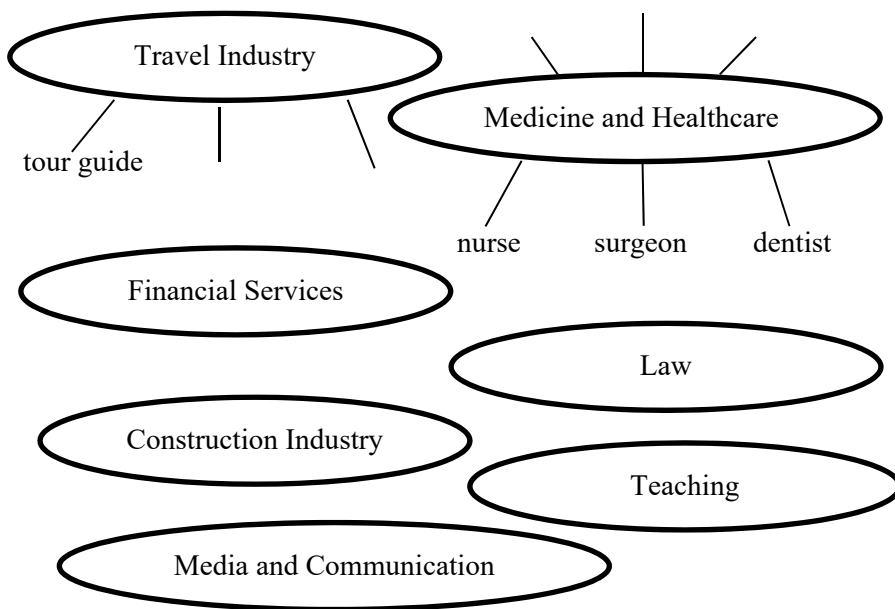 Travel Industry
Medicine and Healthcare
tour guide
nurse surgeon dentist
Financial Services
Law
Construction Industry
Teaching
Media and Communication